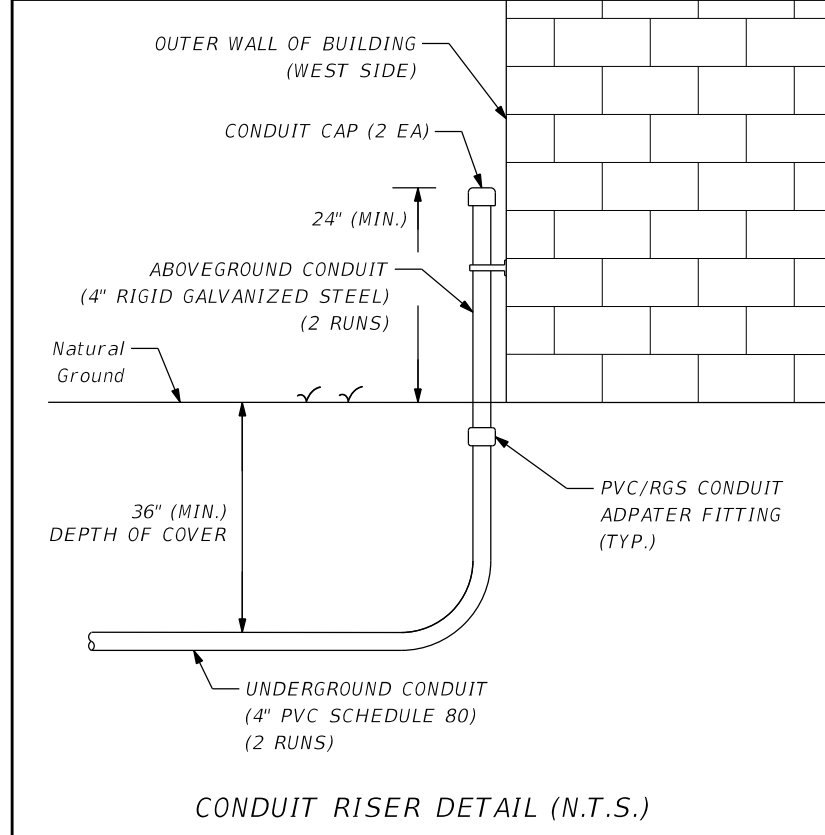 OUTER WALL OF BUILDING
(WEST SIDE)
CONDUIT CAP (2 EA)
24" (MIN.)
ABOVEGROUND CONDUIT
(4" RIGID GALVANIZED STEEL)
(2 RUNS)
Natural
Ground
36" (MIN.)
DEPTH OF COVER
PVC/RGS CONDUIT
ADPATER FITTING
(TYP.)
UNDERGROUND CONDUIT
(4" PVC SCHEDULE 80)
(2 RUNS)
CONDUIT RISER DETAIL (N.T.S.)